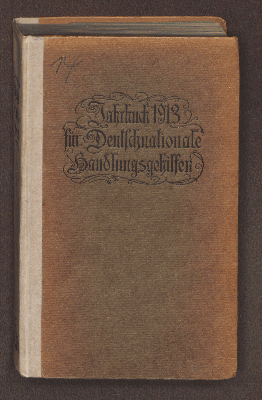 Jahrbuch 1913
für Deutschnationale
Handlungsgehilfen